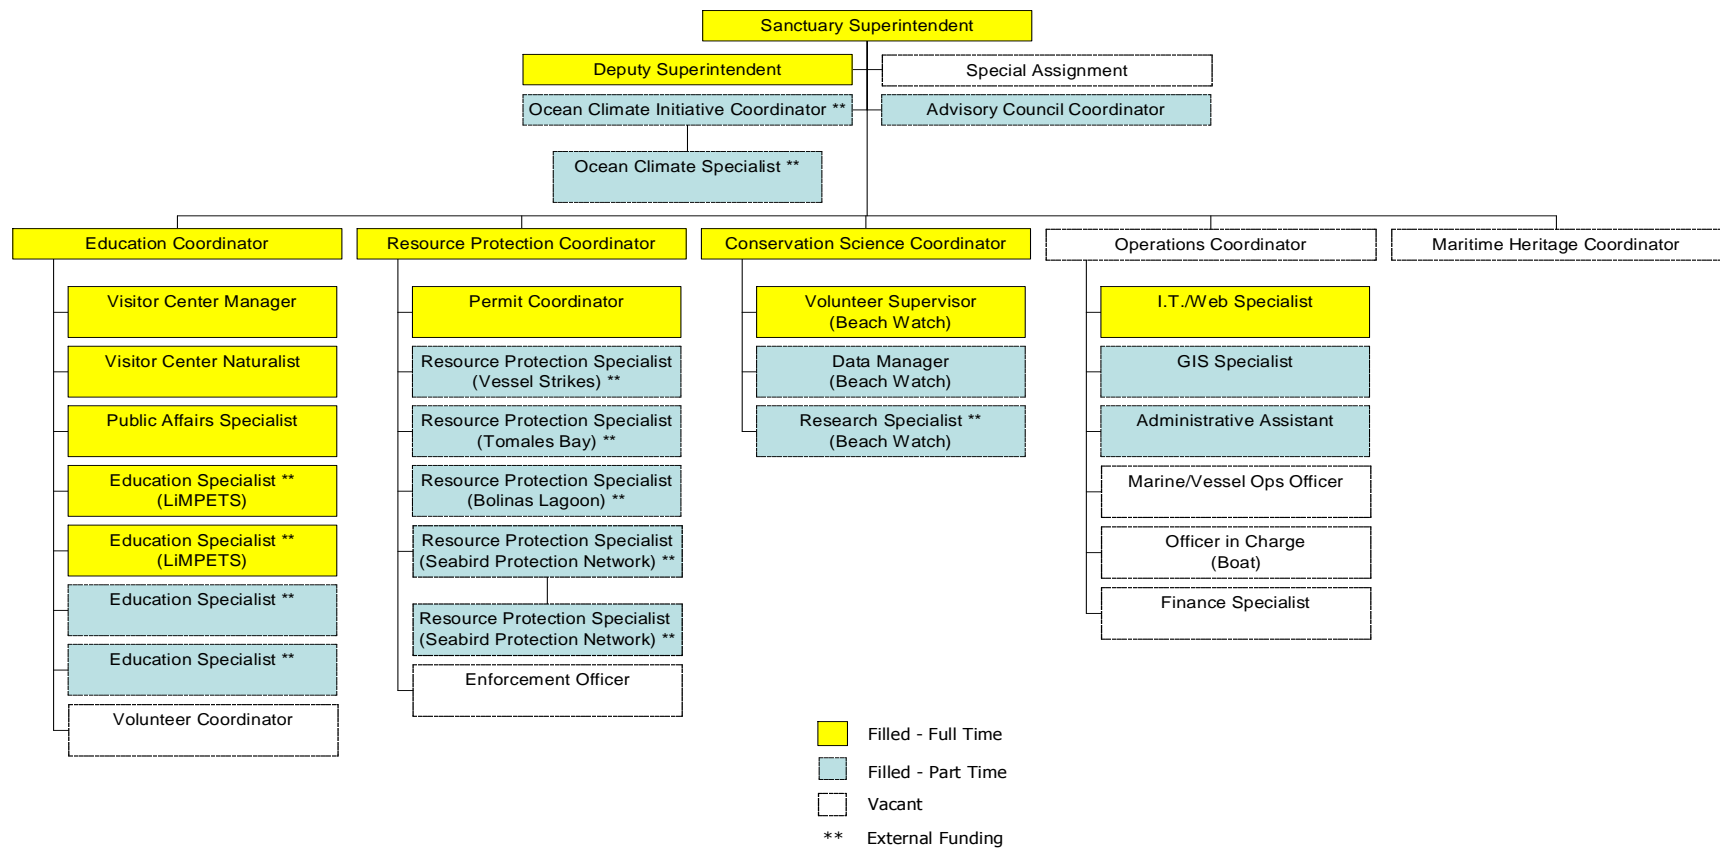 Sanctuary Superintendent
Deputy Superintendent
Special Assignment
Ocean Climate Initiative Coordinator **
Advisory Council Coordinator
Ocean Climate Specialist **
Education Coordinator
Resource Protection Coordinator
Conservation Science Coordinator
Operations Coordinator
Maritime Heritage Coordinator
Visitor Center Manager
Visitor Center Naturalist
Public Affairs Specialist
Education Specialist **
(LiMPETS)
Education Specialist **
(LiMPETS)
Education Specialist **
Education Specialist **
Volunteer Coordinator
Permit Coordinator
Resource Protection Specialist
(Vessel Strikes) **
Resource Protection Specialist
(Tomales Bay) **
Resource Protection Specialist
(Bolinas Lagoon) **
Resource Protection Specialist
(Seabird Protection Network) **
Resource Protection Specialist
(Seabird Protection Network) **
Enforcement Officer
Volunteer Supervisor
(Beach Watch)
Data Manager
(Beach Watch)
Research Specialist **
(Beach Watch)
I.T./Web Specialist
GIS Specialist
Administrative Assistant
Marine/Vessel Ops Officer
Officer in Charge
(Boat)
Finance Specialist
Filled - Full Time
Filled - Part Time
Vacant
** External Funding